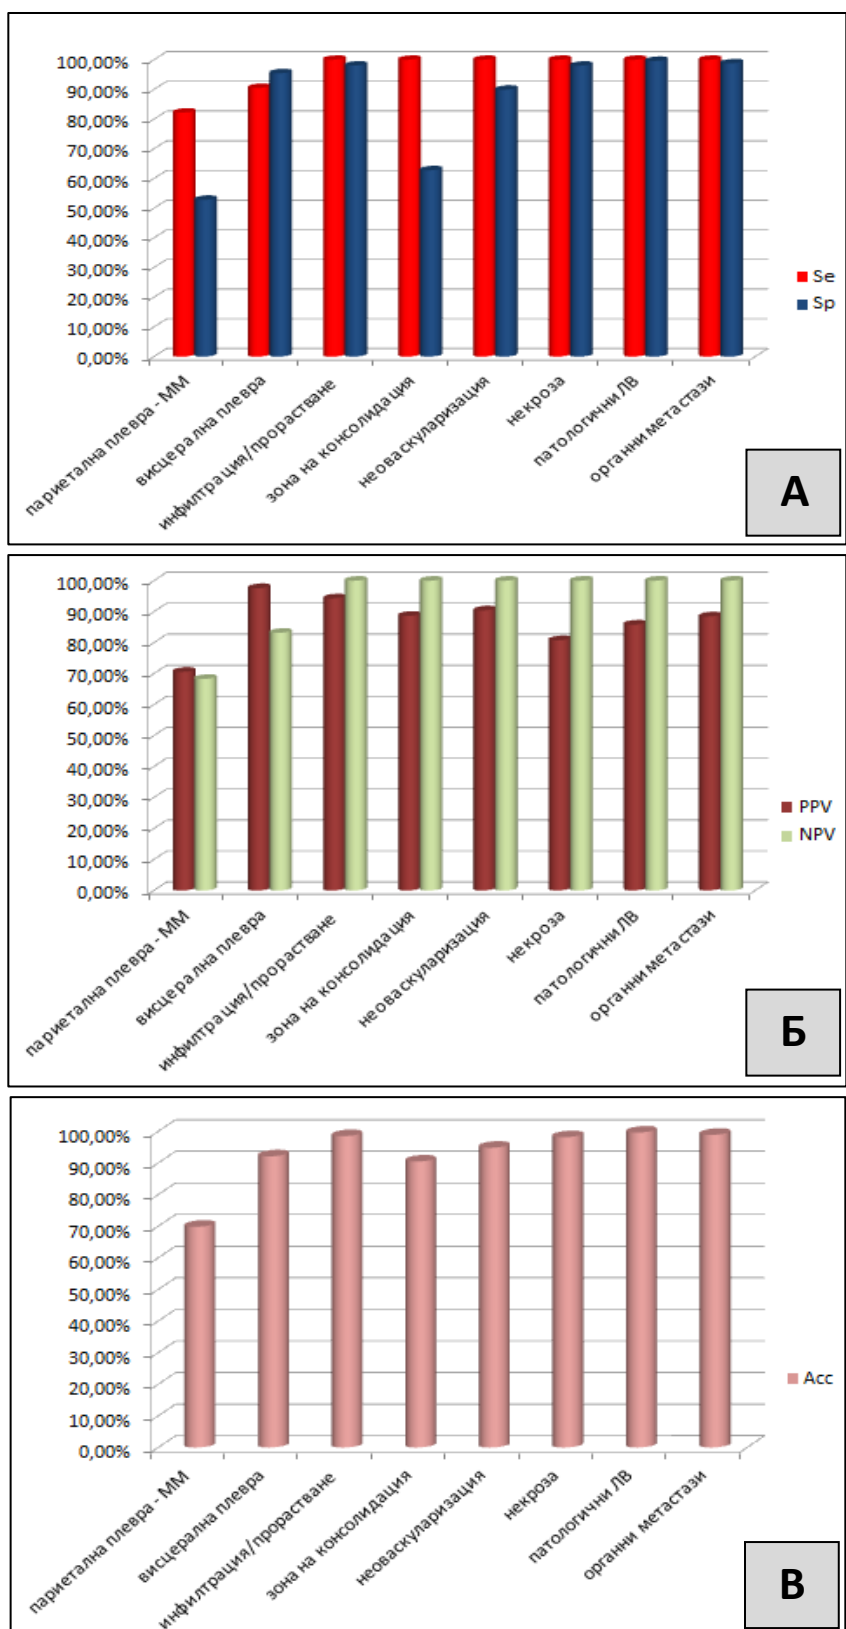 100,00%
90,00%
80,00%
70,00%
60,00%
50,00%
40,00%
30,00%
20,00%
10,00%
0,00%
Se
Sp
париетална плевра - ММ
висцерална плевра
инфилтрация/прорастване
зона на консолидация
неоваскуларизация
некроза
патологични ЛВ
органни метастази
А
100,00%
90,00%
80,00%
70,00%
60,00%
50,00%
40,00%
30,00%
20,00%
10,00%
0,00%
PPV
NPV
париетална плевра - ММ
висцерална плевра
инфилтрация/прорастване
зона на консолидация
неоваскуларизация
некроза
патологични ЛВ
органни метастази
Б
100,00%
90,00%
80,00%
70,00%
60,00%
50,00%
40,00%
30,00%
20,00%
10,00%
0,00%
Acc
париетална плевра - ММ
висцерална плевра
инфилтрация/прорастване
зона на консолидация
неоваскуларизация
некроза
патологични ЛВ
органни метастази
В